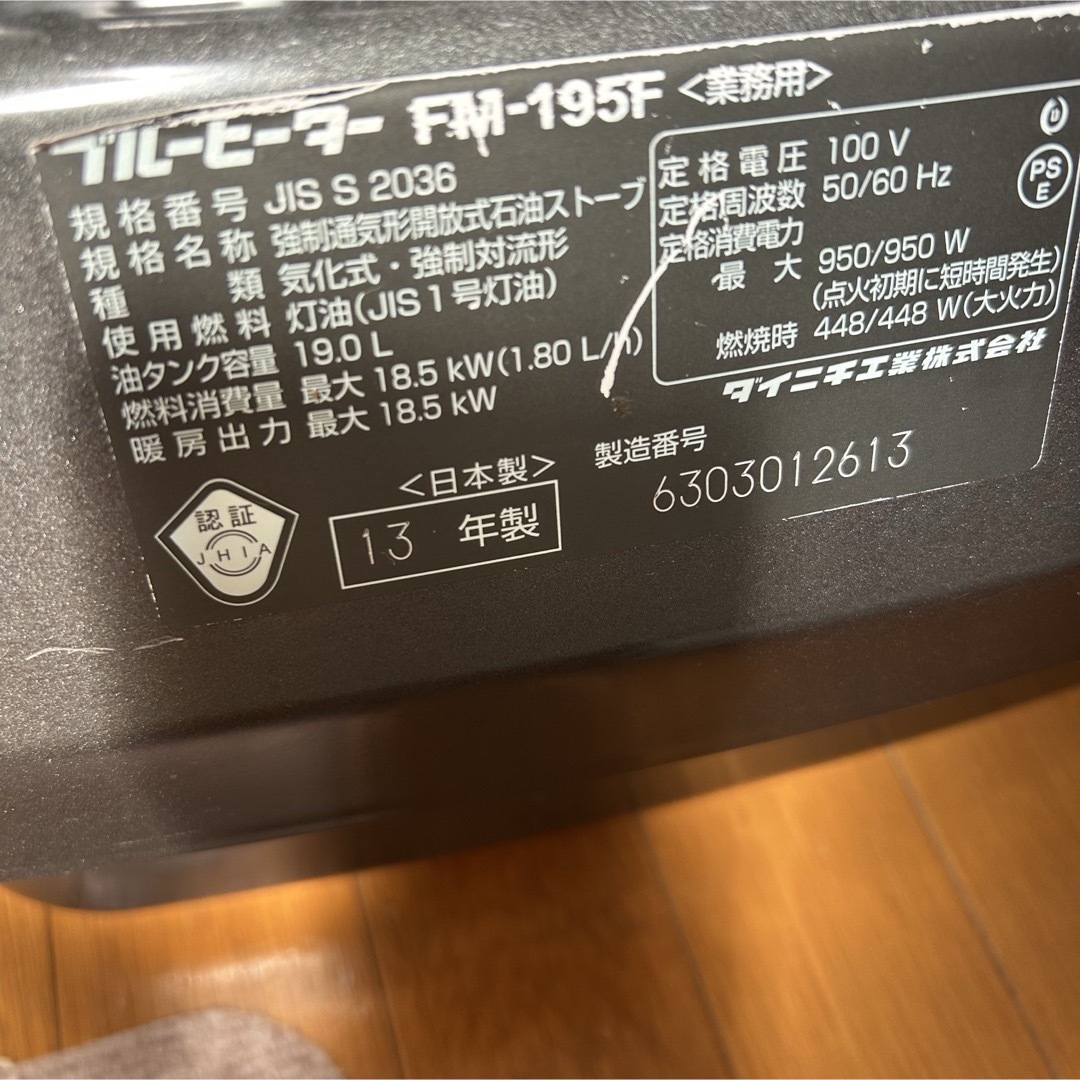 ブルーヒーター FM-195F <業務用>
規格番号 JIS S 2036
規格名称 強制通気形開放式石油ストーブ
種類 気化式・強制対流形
使用燃料 灯油(JIS1号灯油)
油タンク容量 19.0 L
燃料消費量 最大 18.5 kW(1.80 L/h)
暖房出力 最大 18.5 kW
定格電圧 100 V
定格周波数 50/60 Hz
定格消費電力
最大 950/950 W
(点火初期に短時間発生)
燃焼時 448/448 W(大火力)
PS
E
ダイニチ工業株式会社
<日本製>
製造番号
6303012613
13 年製
認証
JHIA